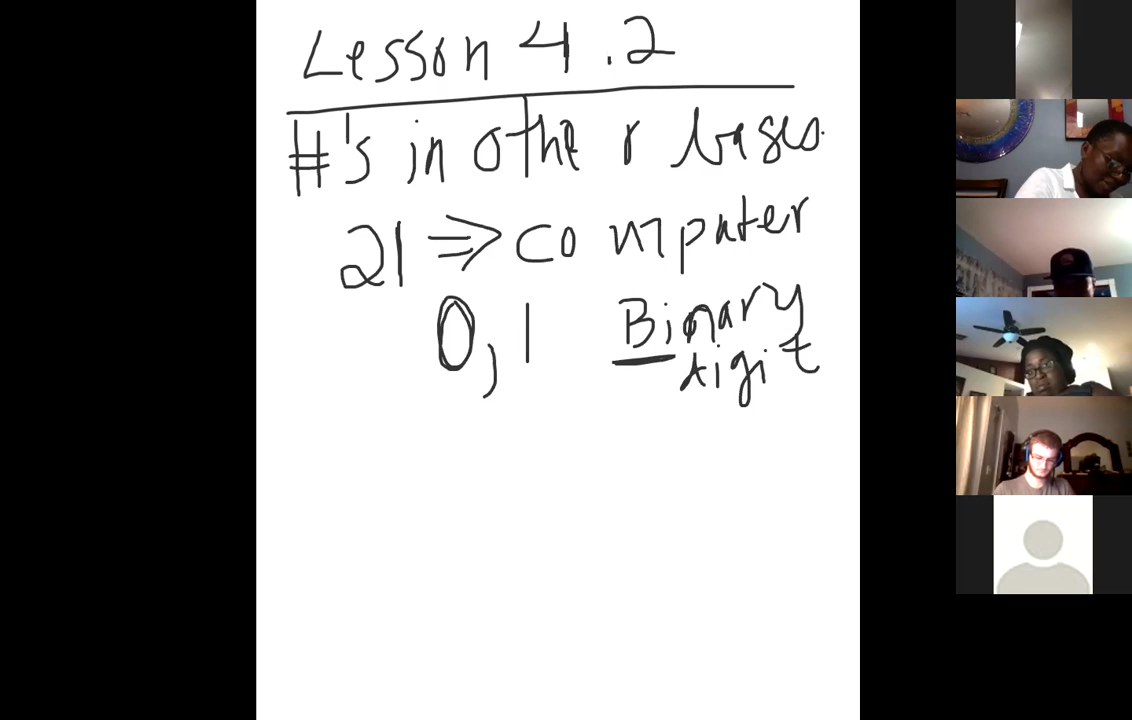 Lesson 4.2
#'s in other bases.
21 ⇒ computer
0, 1 Binary
digit